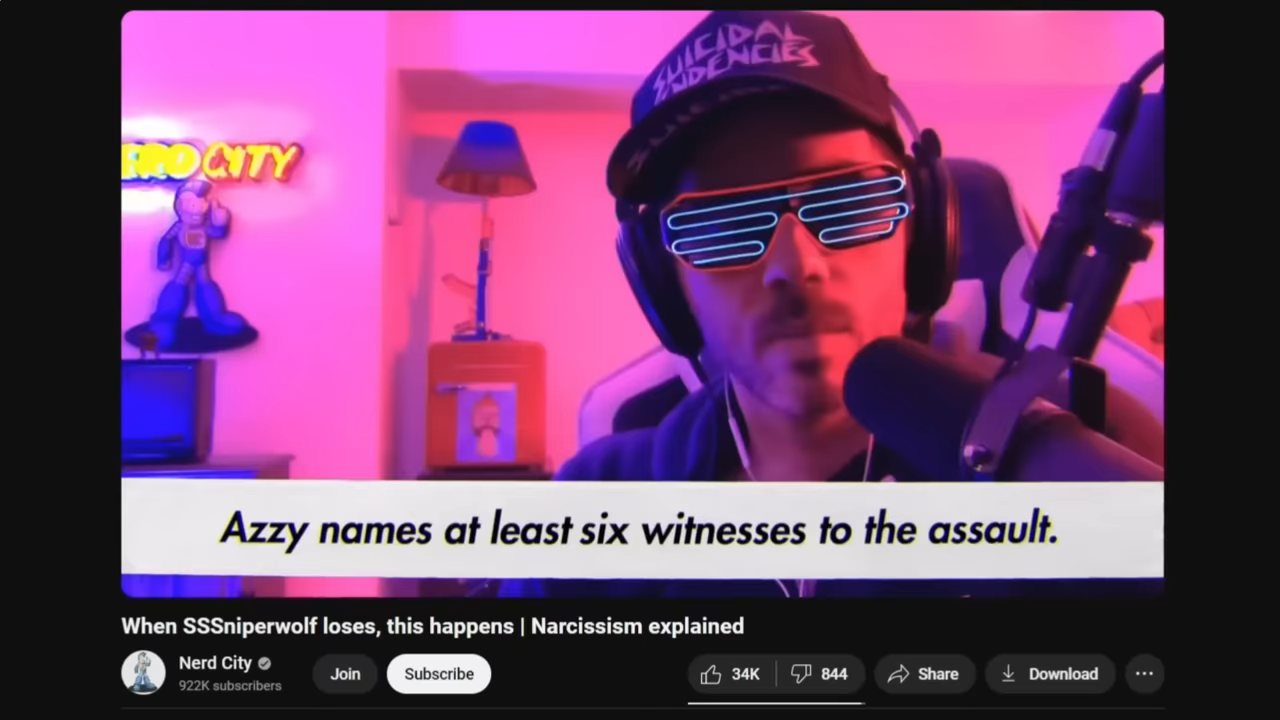 SUICIDAL
TENDENCIES
CITY
Azzy names at least six witnesses to the assault.
When SSSniperwolf loses, this happens | Narcissism explained
Nerd City
922K subscribers
Join
Subscribe
34K
844
Share
Download